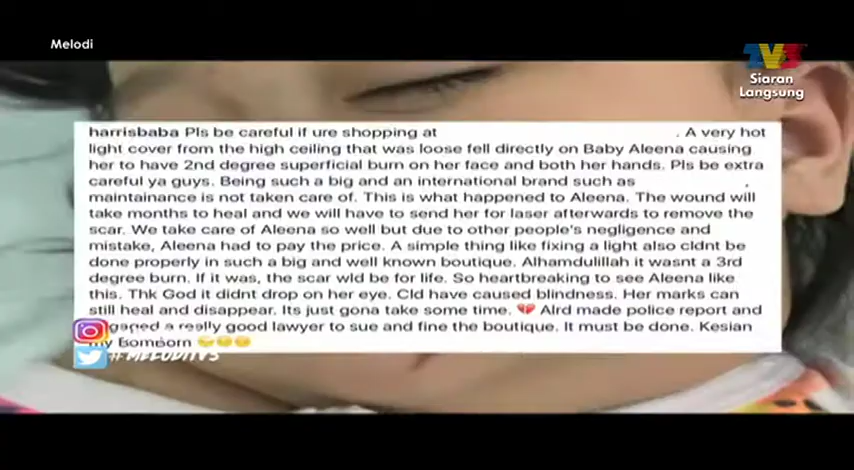 Melodi
TV3
Siaran
Langsung
harrisbaba Pls be careful if ure shopping at . A very hot
light cover from the high ceiling that was loose fell directly on Baby Aleena causing
her to have 2nd degree superficial burn on her face and both her hands. Pls be extra
careful ya guys. Being such a big and an international brand such as ,
maintainance is not taken care of. This is what happened to Aleena. The wound will
take months to heal and we will have to send her for laser afterwards to remove the
scar. We take care of Aleena so well but due to other people's negligence and
mistake, Aleena had to pay the price. A simple thing like fixing a light also cldnt be
done properly in such a big and well known boutique. Alhamdulillah it wasnt a 3rd
degree burn. If it was, the scar wld be for life. So heartbreaking to see Aleena like
this. Thk God it didnt drop on her eye. Cld have caused blindness. Her marks can
still heal and disappear. Its just gona take some time. 💔 Alrd made police report and
a really good lawyer to sue and fine the boutique. It must be done. Kesian
my BomBom
#MELODITV3